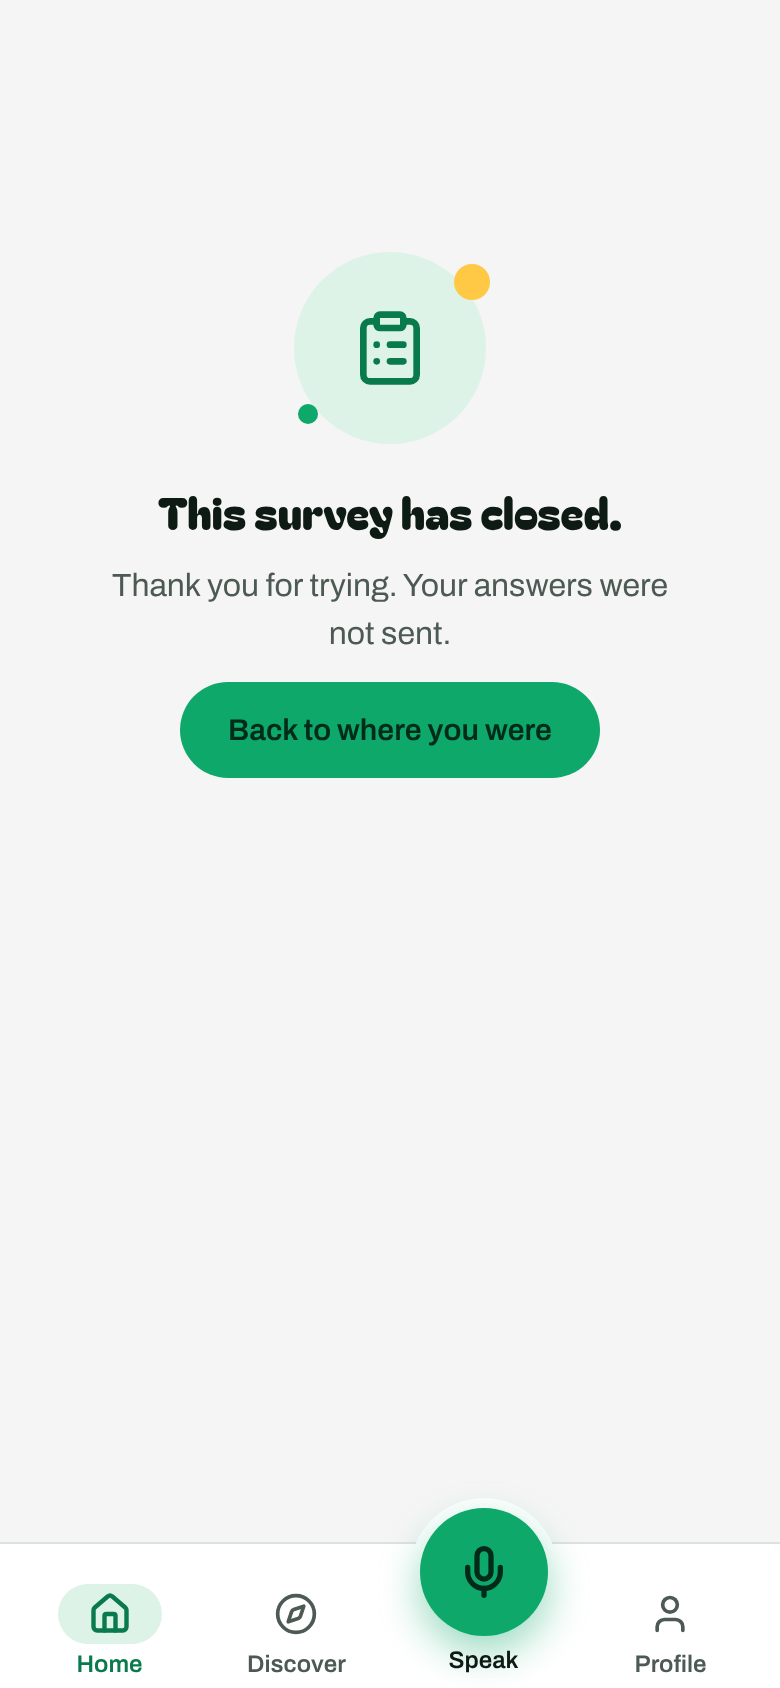 This survey has closed.
Thank you for trying. Your answers were
not sent.
Back to where you were
Home
Discover
Speak
Profile